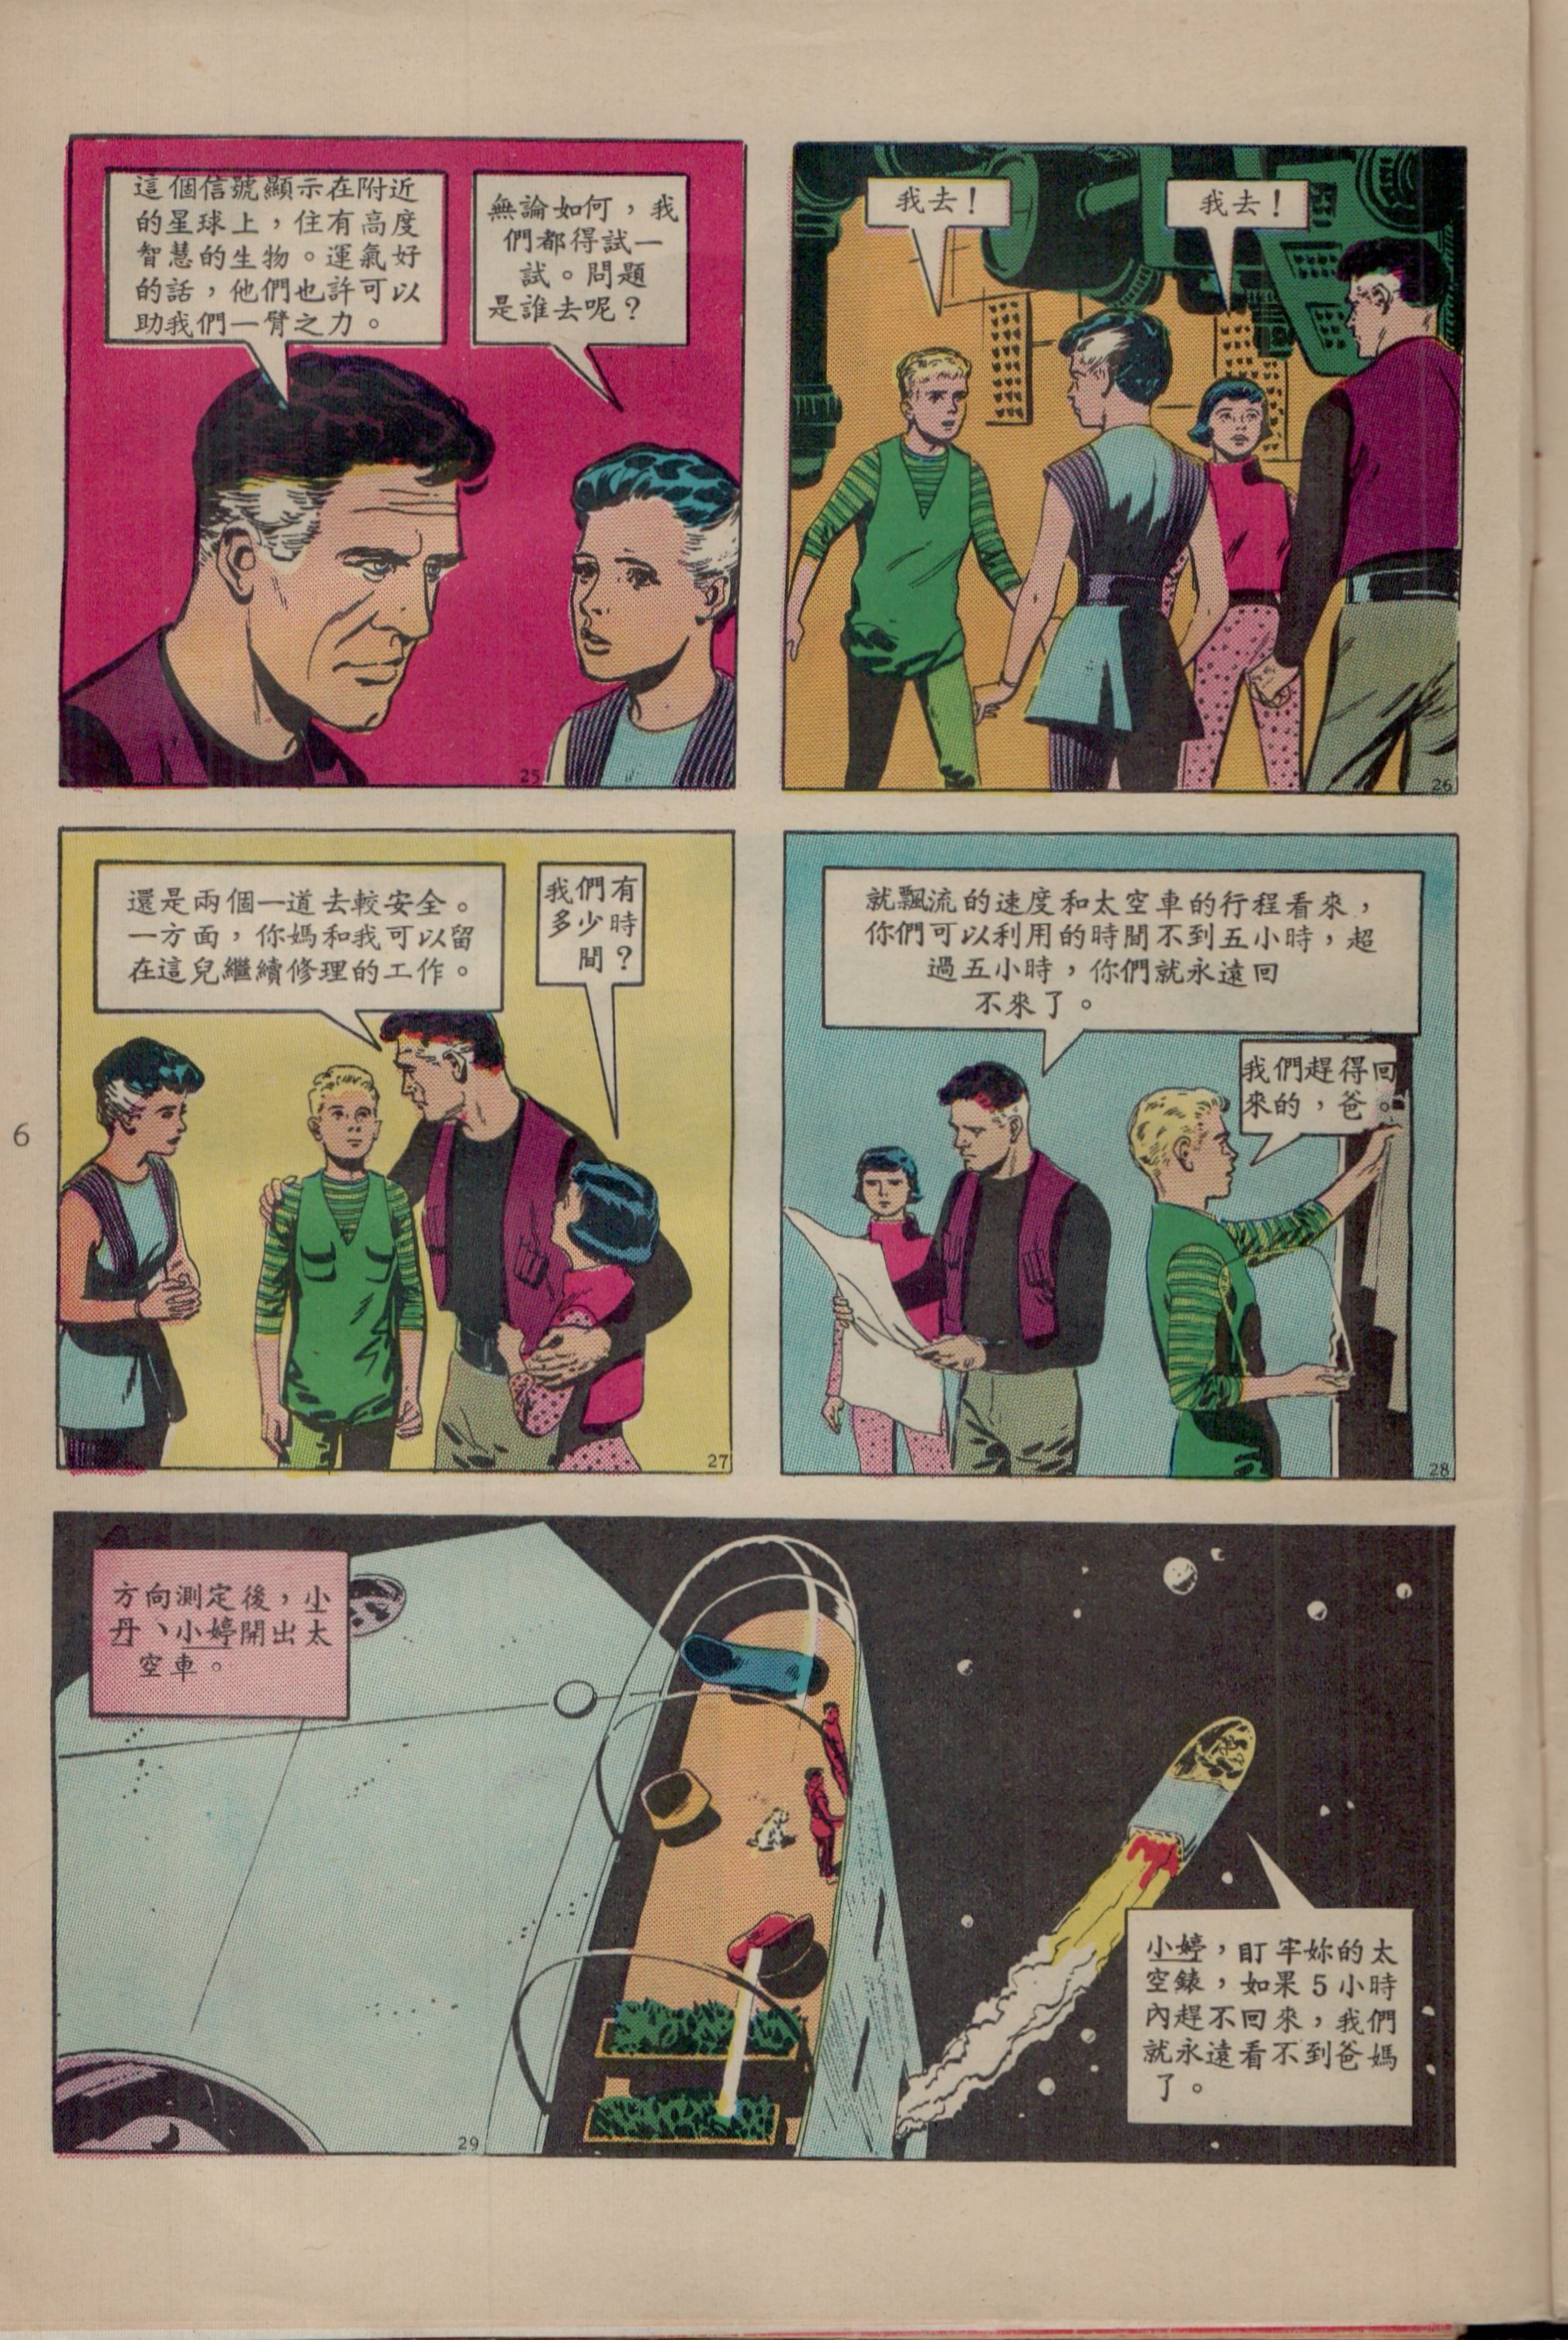 這個信號顯示在附近
的星球上，住有高度
智慧的生物。運氣好
的話，他們也許可以
助我們一臂之力。
無論如何，我
們都得試一
試。問題
是誰去呢？
25
我去！
我去！
26
還是兩個一道去較安全。
一方面，你媽和我可以留
在這兒繼續修理的工作。
我們有
多少時
間？
27
就飄流的速度和太空車的行程看來，
你們可以利用的時間不到五小時，超
過五小時，你們就永遠回
不來了。
我們趕得回
來的，爸。
28
6
方向測定後，小
丹、小婷開出太
空車。
29
小婷，盯牢妳的太
空錶，如果5小時
內趕不回來，我們
就永遠看不到爸媽
了。